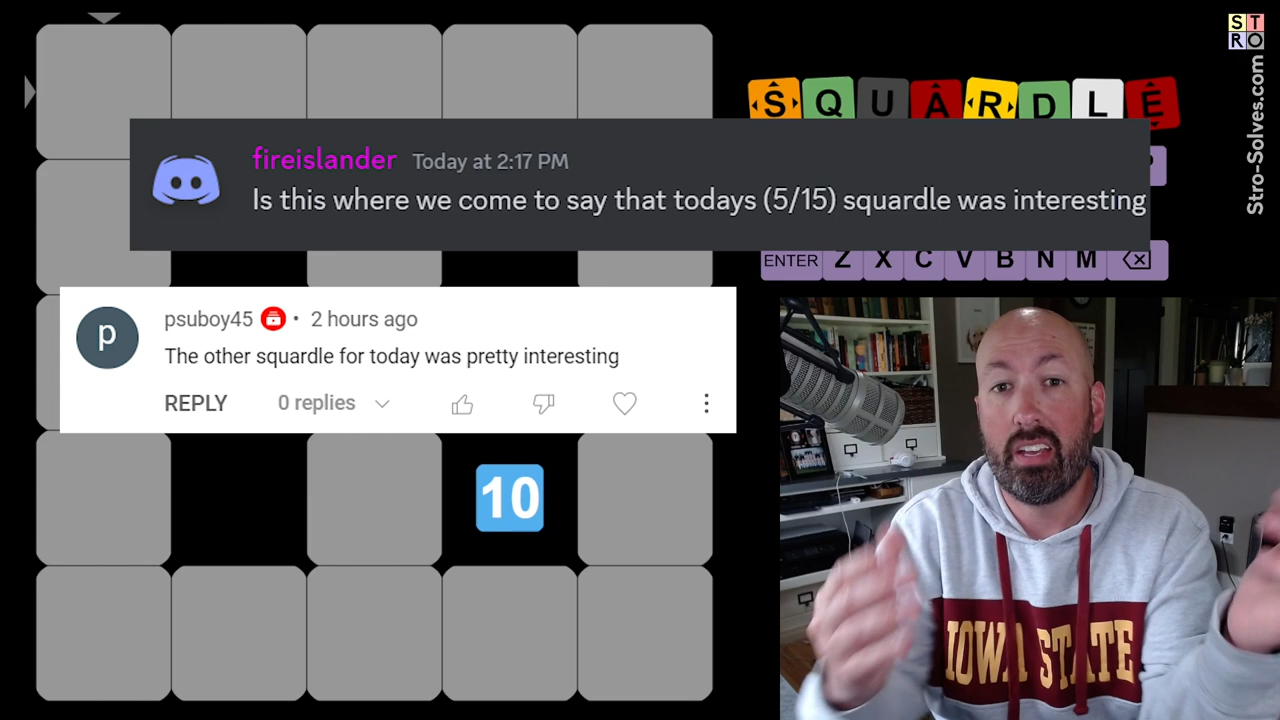 ST
RO
Stro-Solves.com
SQUARDLE
fireislander Today at 2:17 PM
Is this where we come to say that todays (5/15) squardle was interesting
ENTER Z X C V B N M
p
psuboy45 • 2 hours ago
The other squardle for today was pretty interesting
REPLY 0 replies
10
IOWA STATE